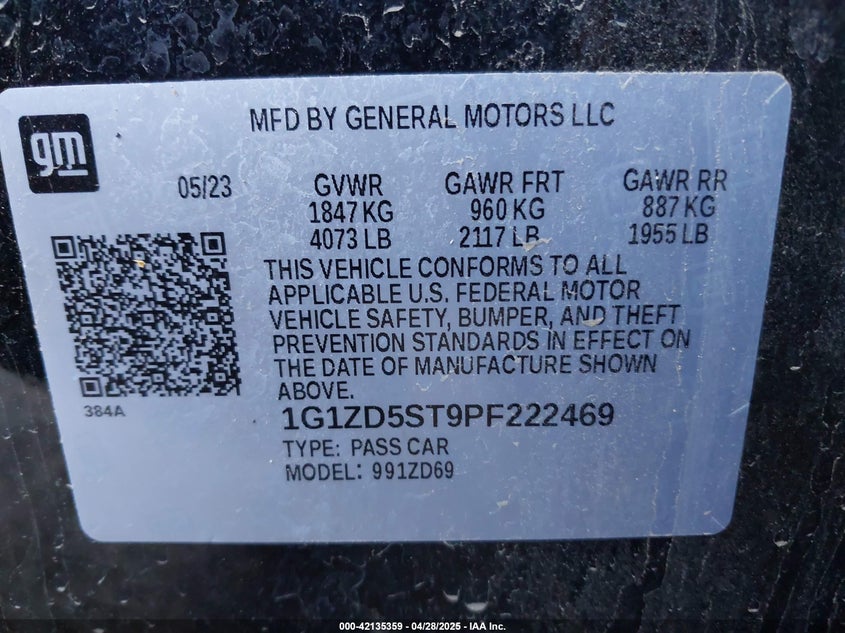 gm
MFD BY GENERAL MOTORS LLC
05/23 GVWR GAWR FRT GAWR RR
1847 KG 960 KG 887 KG
4073 LB 2117 LB 1955 LB
THIS VEHICLE CONFORMS TO ALL
APPLICABLE U.S. FEDERAL MOTOR
VEHICLE SAFETY, BUMPER, AND THEFT
PREVENTION STANDARDS IN EFFECT ON
THE DATE OF MANUFACTURE SHOWN
ABOVE.
384A
1G1ZD5ST9PF222469
TYPE: PASS CAR
MODEL: 991ZD69
000-42135359 - 04/28/2025 - IAA Inc.